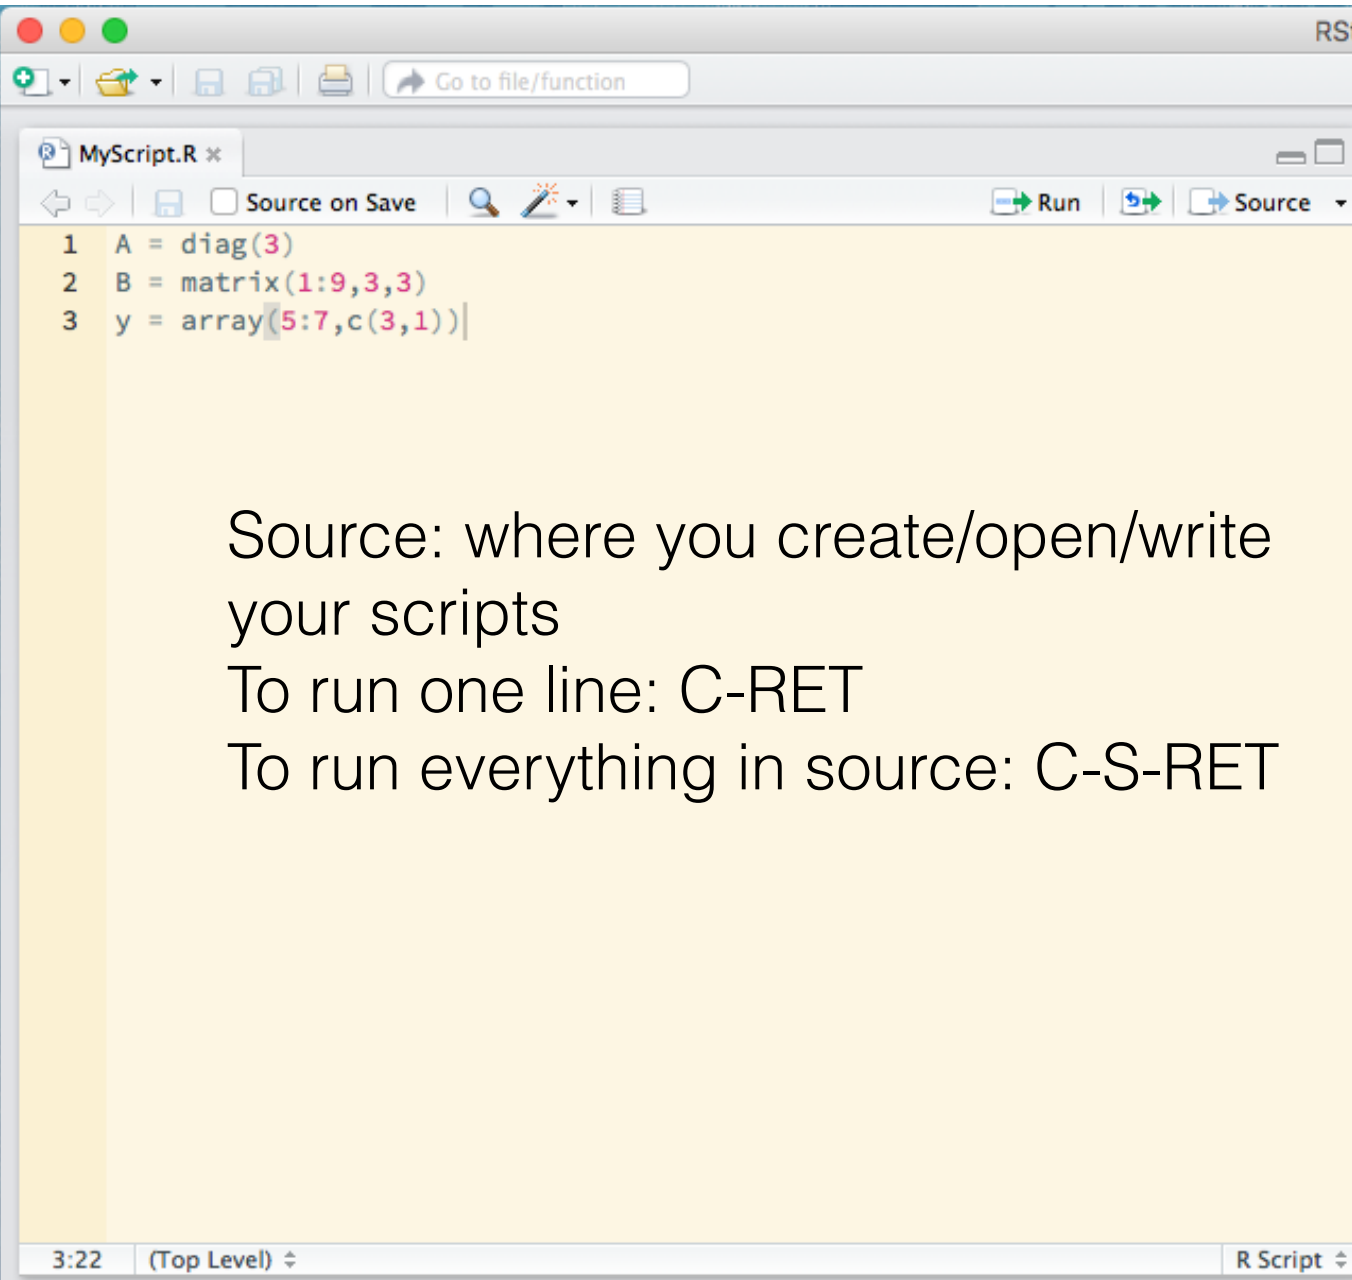 RSt
Go to file/function
MyScript.R
Source on Save Run Source
1 A = diag(3)
2 B = matrix(1:9,3,3)
3 y = array(5:7,c(3,1))
Source: where you create/open/write
your scripts
To run one line: C-RET
To run everything in source: C-S-RET
3:22 (Top Level) R Script